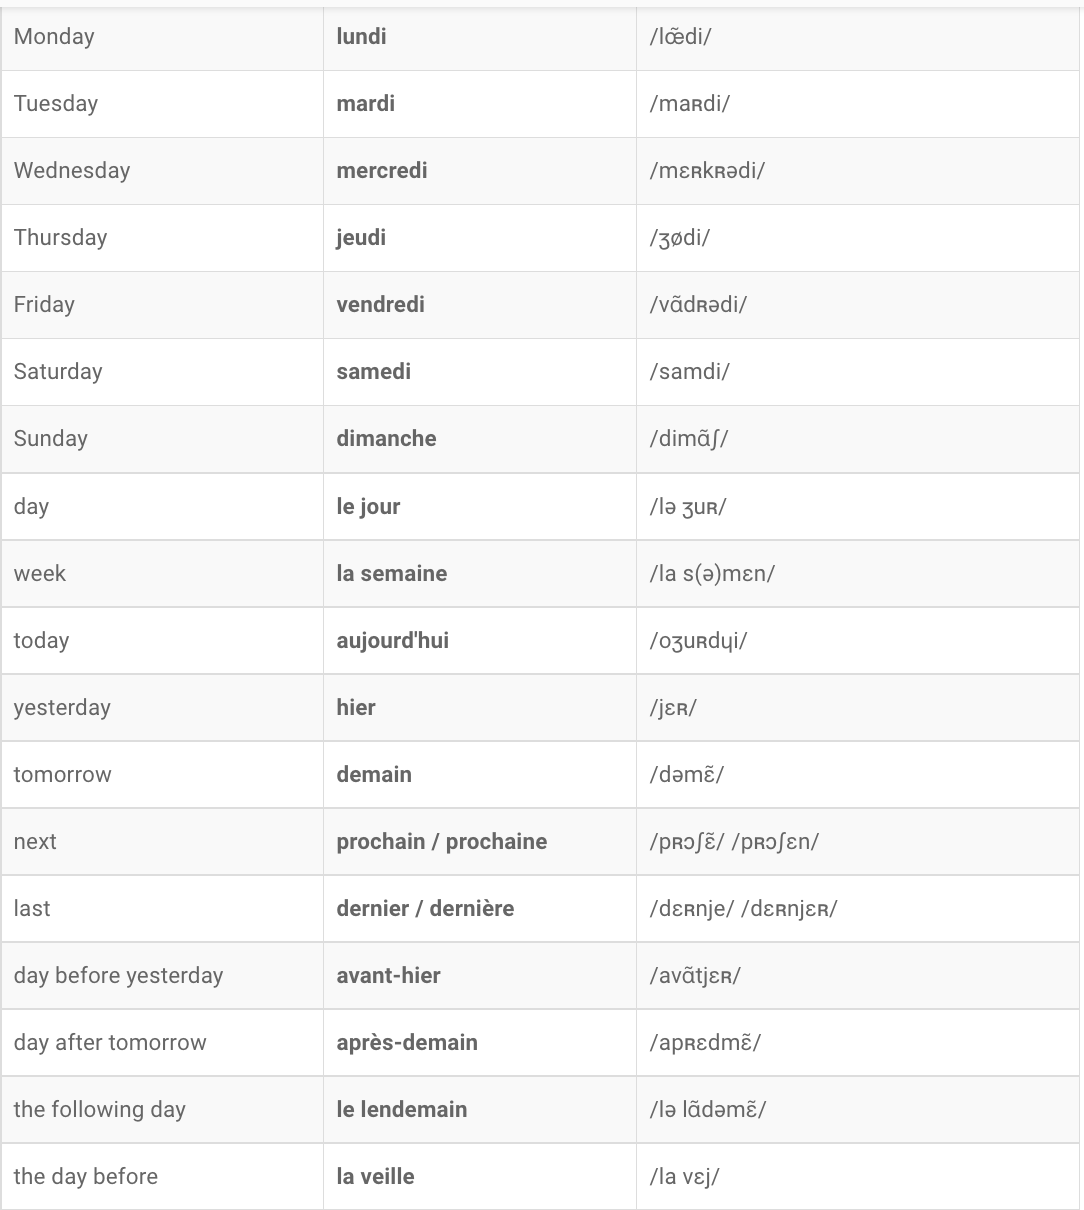 Monday lundi /lœ̃di/
Tuesday mardi /maʀdi/
Wednesday mercredi /mɛʀkʀədi/
Thursday jeudi /ʒødi/
Friday vendredi /vɑ̃dʀədi/
Saturday samedi /samdi/
Sunday dimanche /dimɑ̃ʃ/
day le jour /lə ʒuʀ/
week la semaine /la s(ə)mɛn/
today aujourd'hui /oʒuʀdɥi/
yesterday hier /jɛʀ/
tomorrow demain /dəmɛ̃/
next prochain / prochaine /pʀɔʃɛ̃/ /pʀɔʃɛn/
last dernier / dernière /dɛʀnje/ /dɛʀnjɛʀ/
day before yesterday avant-hier /avɑ̃tjɛʀ/
day after tomorrow après-demain /apʀɛdmɛ̃/
the following day le lendemain /lə lɑ̃dəmɛ̃/
the day before la veille /la vɛj/